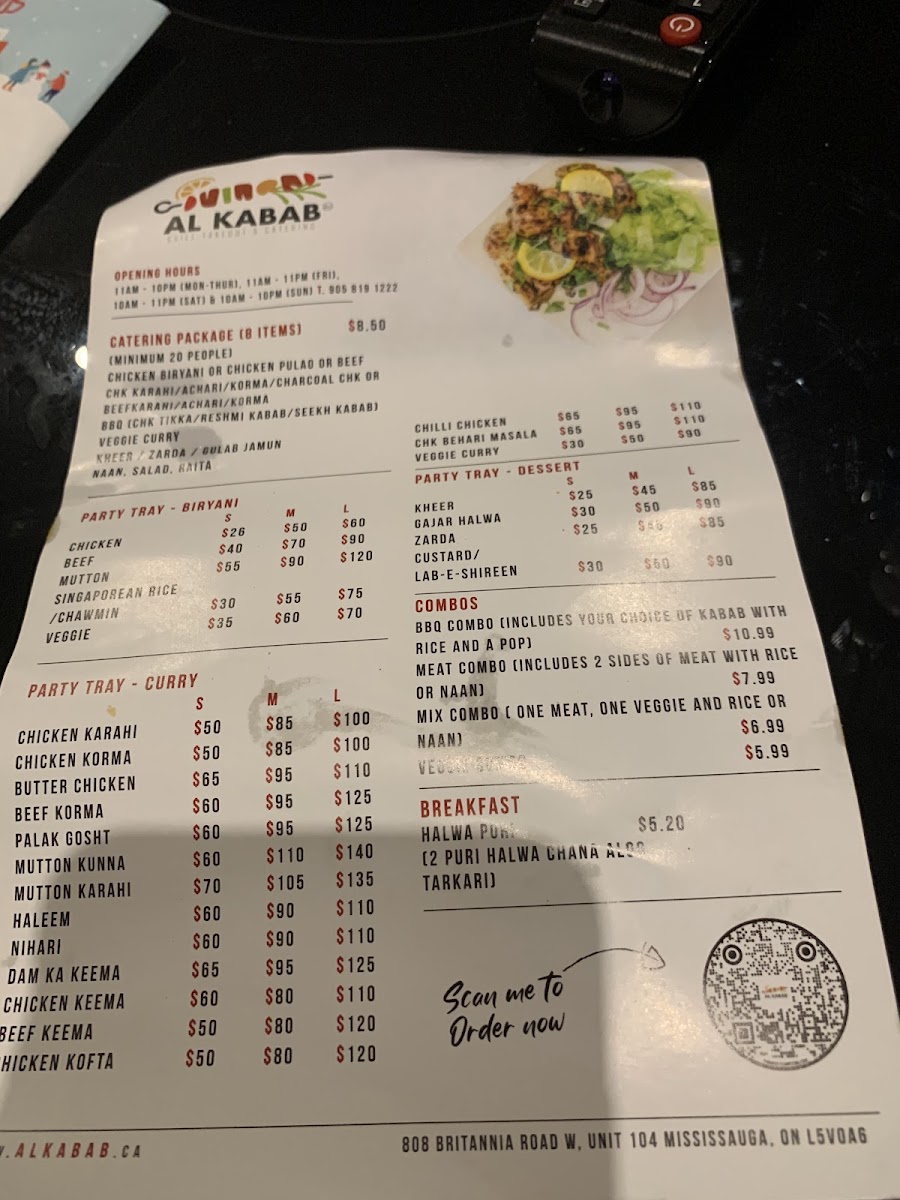 AL KABAB
OPENING HOURS
11AM - 10PM (MON-THUR), 11AM - 11PM (FRI),
10AM - 11PM (SAT) & 10AM - 10PM (SUN) T. 905 819 1222
CATERING PACKAGE (8 ITEMS) $8.50
(MINIMUM 20 PEOPLE)
CHICKEN BIRYANI OR CHICKEN PULAO OR BEEF
CHK KARAHI/ACHARI/KORMA/CHARCOAL CHK OR
BEEFKARAHI/ACHARI/KORMA
BBQ (CHK TIKKA/RESHMI KABAB/SEEKH KABAB)
VEGGIE CURRY
KHEER / ZARDA / GULAB JAMUN
NAAN, SALAD, RAITA
PARTY TRAY - BIRYANI
S M L
CHICKEN $26 $50 $60
BEEF $40 $70 $90
MUTTON $55 $90 $120
SINGAPOREAN RICE
/CHAWMIN $30 $55 $75
VEGGIE $35 $60 $70
PARTY TRAY - CURRY
S M L
CHICKEN KARAHI $50 $85 $100
CHICKEN KORMA $50 $85 $100
BUTTER CHICKEN $65 $95 $110
BEEF KORMA $60 $95 $125
PALAK GOSHT $60 $95 $125
MUTTON KUNNA $60 $110 $140
MUTTON KARAHI $70 $105 $135
HALEEM $60 $90 $110
NIHARI $60 $90 $110
DAM KA KEEMA $65 $95 $125
CHICKEN KEEMA $60 $80 $110
BEEF KEEMA $50 $80 $120
HICKEN KOFTA $50 $80 $120
CHILLI CHICKEN $65 $95 $110
CHK BEHARI MASALA $65 $95 $110
VEGGIE CURRY $30 $50 $90
PARTY TRAY - DESSERT
S M L
KHEER $25 $45 $85
GAJAR HALWA $30 $50 $90
ZARDA $25 $85
CUSTARD/
LAB-E-SHIREEN $30 $60 $90
COMBOS
BBQ COMBO (INCLUDES YOUR CHOICE OF KABAB WITH
RICE AND A POP) $10.99
MEAT COMBO (INCLUDES 2 SIDES OF MEAT WITH RICE
OR NAAN) $7.99
MIX COMBO ( ONE MEAT, ONE VEGGIE AND RICE OR
NAAN) $6.99
$5.99
BREAKFAST
HALWA PURI $5.20
(2 PURI HALWA CHANA ALOO
TARKARI)
Scan me to
Order now
.ALKABAB.CA
808 BRITANNIA ROAD W, UNIT 104 MISSISSAUGA, ON L5V0A6